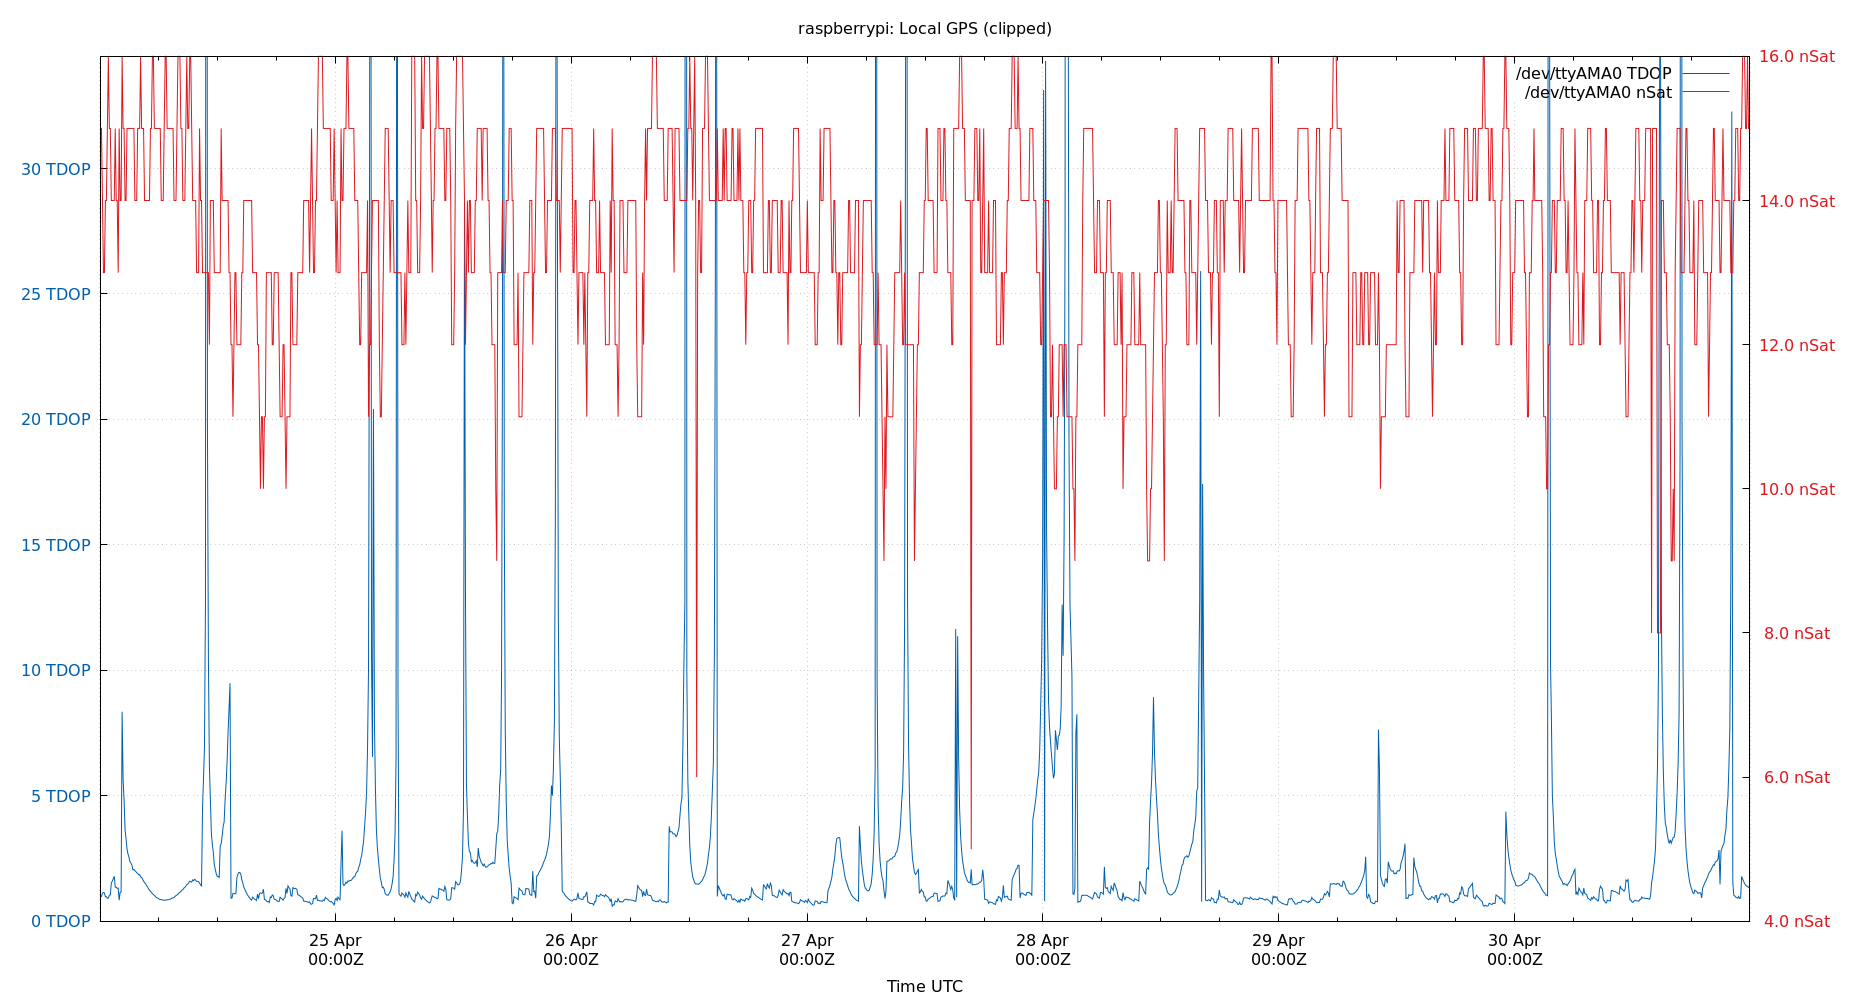 raspberrypi: Local GPS (clipped)
16.0 nSat
/dev/ttyAMA0 TDOP
/dev/ttyAMA0 nSat
30 TDOP
14.0 nSat
25 TDOP
12.0 nSat
20 TDOP
10.0 nSat
15 TDOP
8.0 nSat
10 TDOP
6.0 nSat
5 TDOP
0 TDOP
4.0 nSat
25 Apr
00:00Z
26 Apr
00:00Z
27 Apr
00:00Z
28 Apr
00:00Z
29 Apr
00:00Z
30 Apr
00:00Z
Time UTC